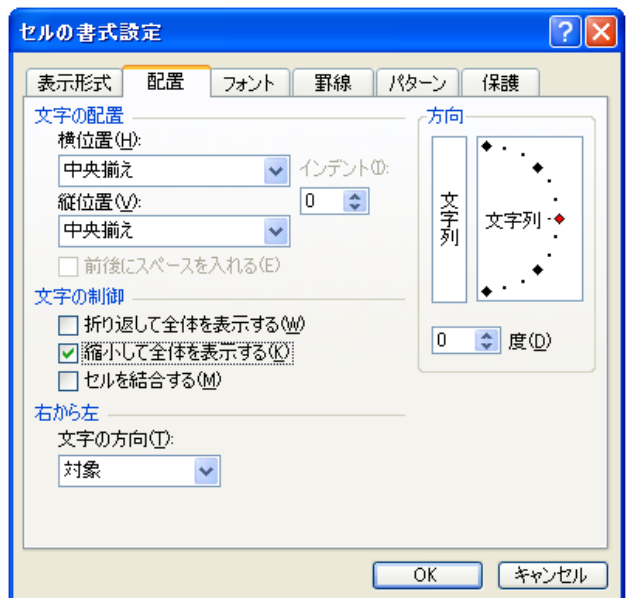 セルの書式設定
表示形式 配置 フォント 罫線 パターン 保護
文字の配置
横位置(H):
中央揃え
インデント(I):
縦位置(V):
0
中央揃え
前後にスペースを入れる(E)
文字の制御
折り返して全体を表示する(W)
縮小して全体を表示する(K)
セルを結合する(M)
右から左
文字の方向(T):
対象
方向
文字列
文字列
0 度(D)
OK キャンセル